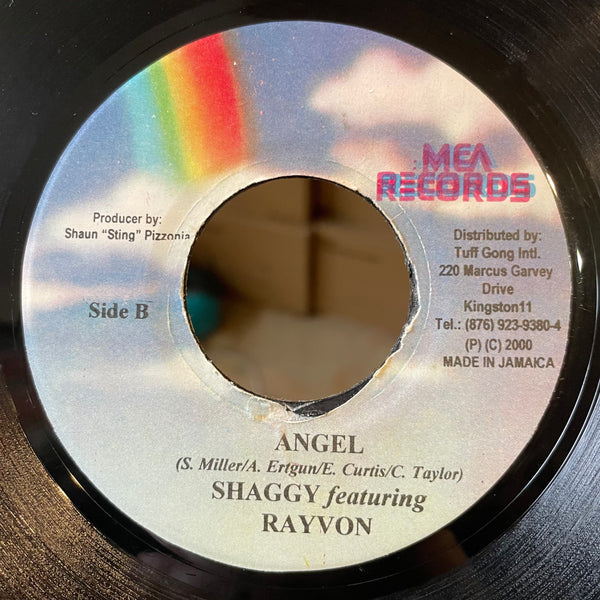 MCA
RECORDS
Producer by:
Shaun "Sting" Pizzonia
Side B
Distributed by:
Tuff Gong Intl.
220 Marcus Garvey
Drive
Kingston11
Tel.: (876) 923-9380-4
(P) (C) 2000
MADE IN JAMAICA
ANGEL
(S. Miller/A. Ertgun/E. Curtis/C. Taylor)
SHAGGY featuring
RAYVON